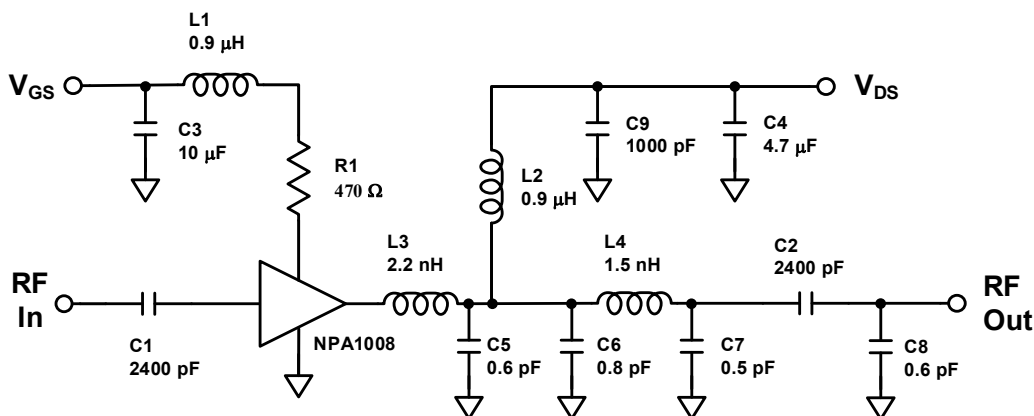 L1
0.9 μH
VGS
C3
10 μF
R1
470 Ω
VDS
C9
1000 pF
C4
4.7 μF
L2
0.9 μH
L3
2.2 nH
L4
1.5 nH
C2
2400 pF
RF
In
RF
Out
C1
2400 pF
NPA1008
C5
0.6 pF
C6
0.8 pF
C7
0.5 pF
C8
0.6 pF